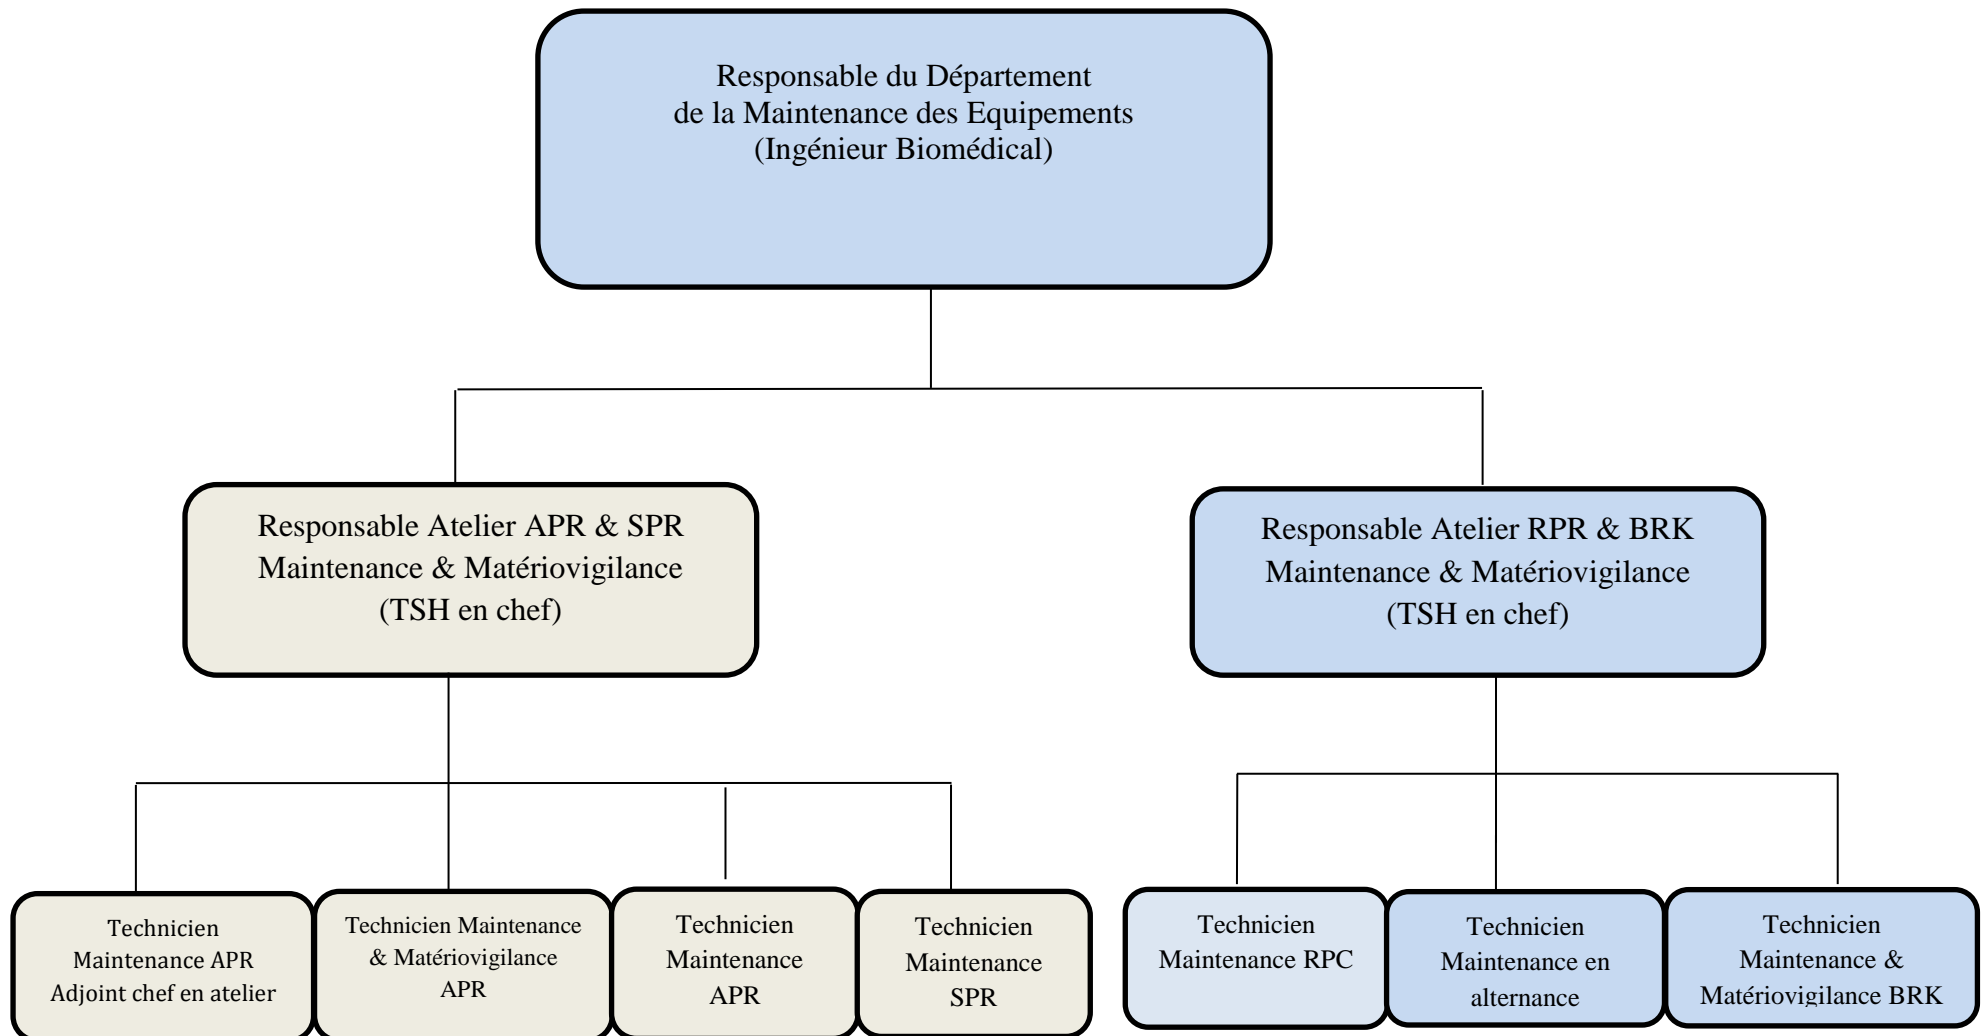 Responsable du Département
de la Maintenance des Equipements
(Ingénieur Biomédical)
Responsable Atelier APR & SPR
Maintenance & Matériovigilance
(TSH en chef)
Responsable Atelier RPR & BRK
Maintenance & Matériovigilance
(TSH en chef)
Technicien
Maintenance APR
Adjoint chef en atelier
Technicien Maintenance
& Matériovigilance
APR
Technicien
Maintenance
APR
Technicien
Maintenance
SPR
Technicien
Maintenance RPC
Technicien
Maintenance en
alternance
Technicien
Maintenance &
Matériovigilance BRK